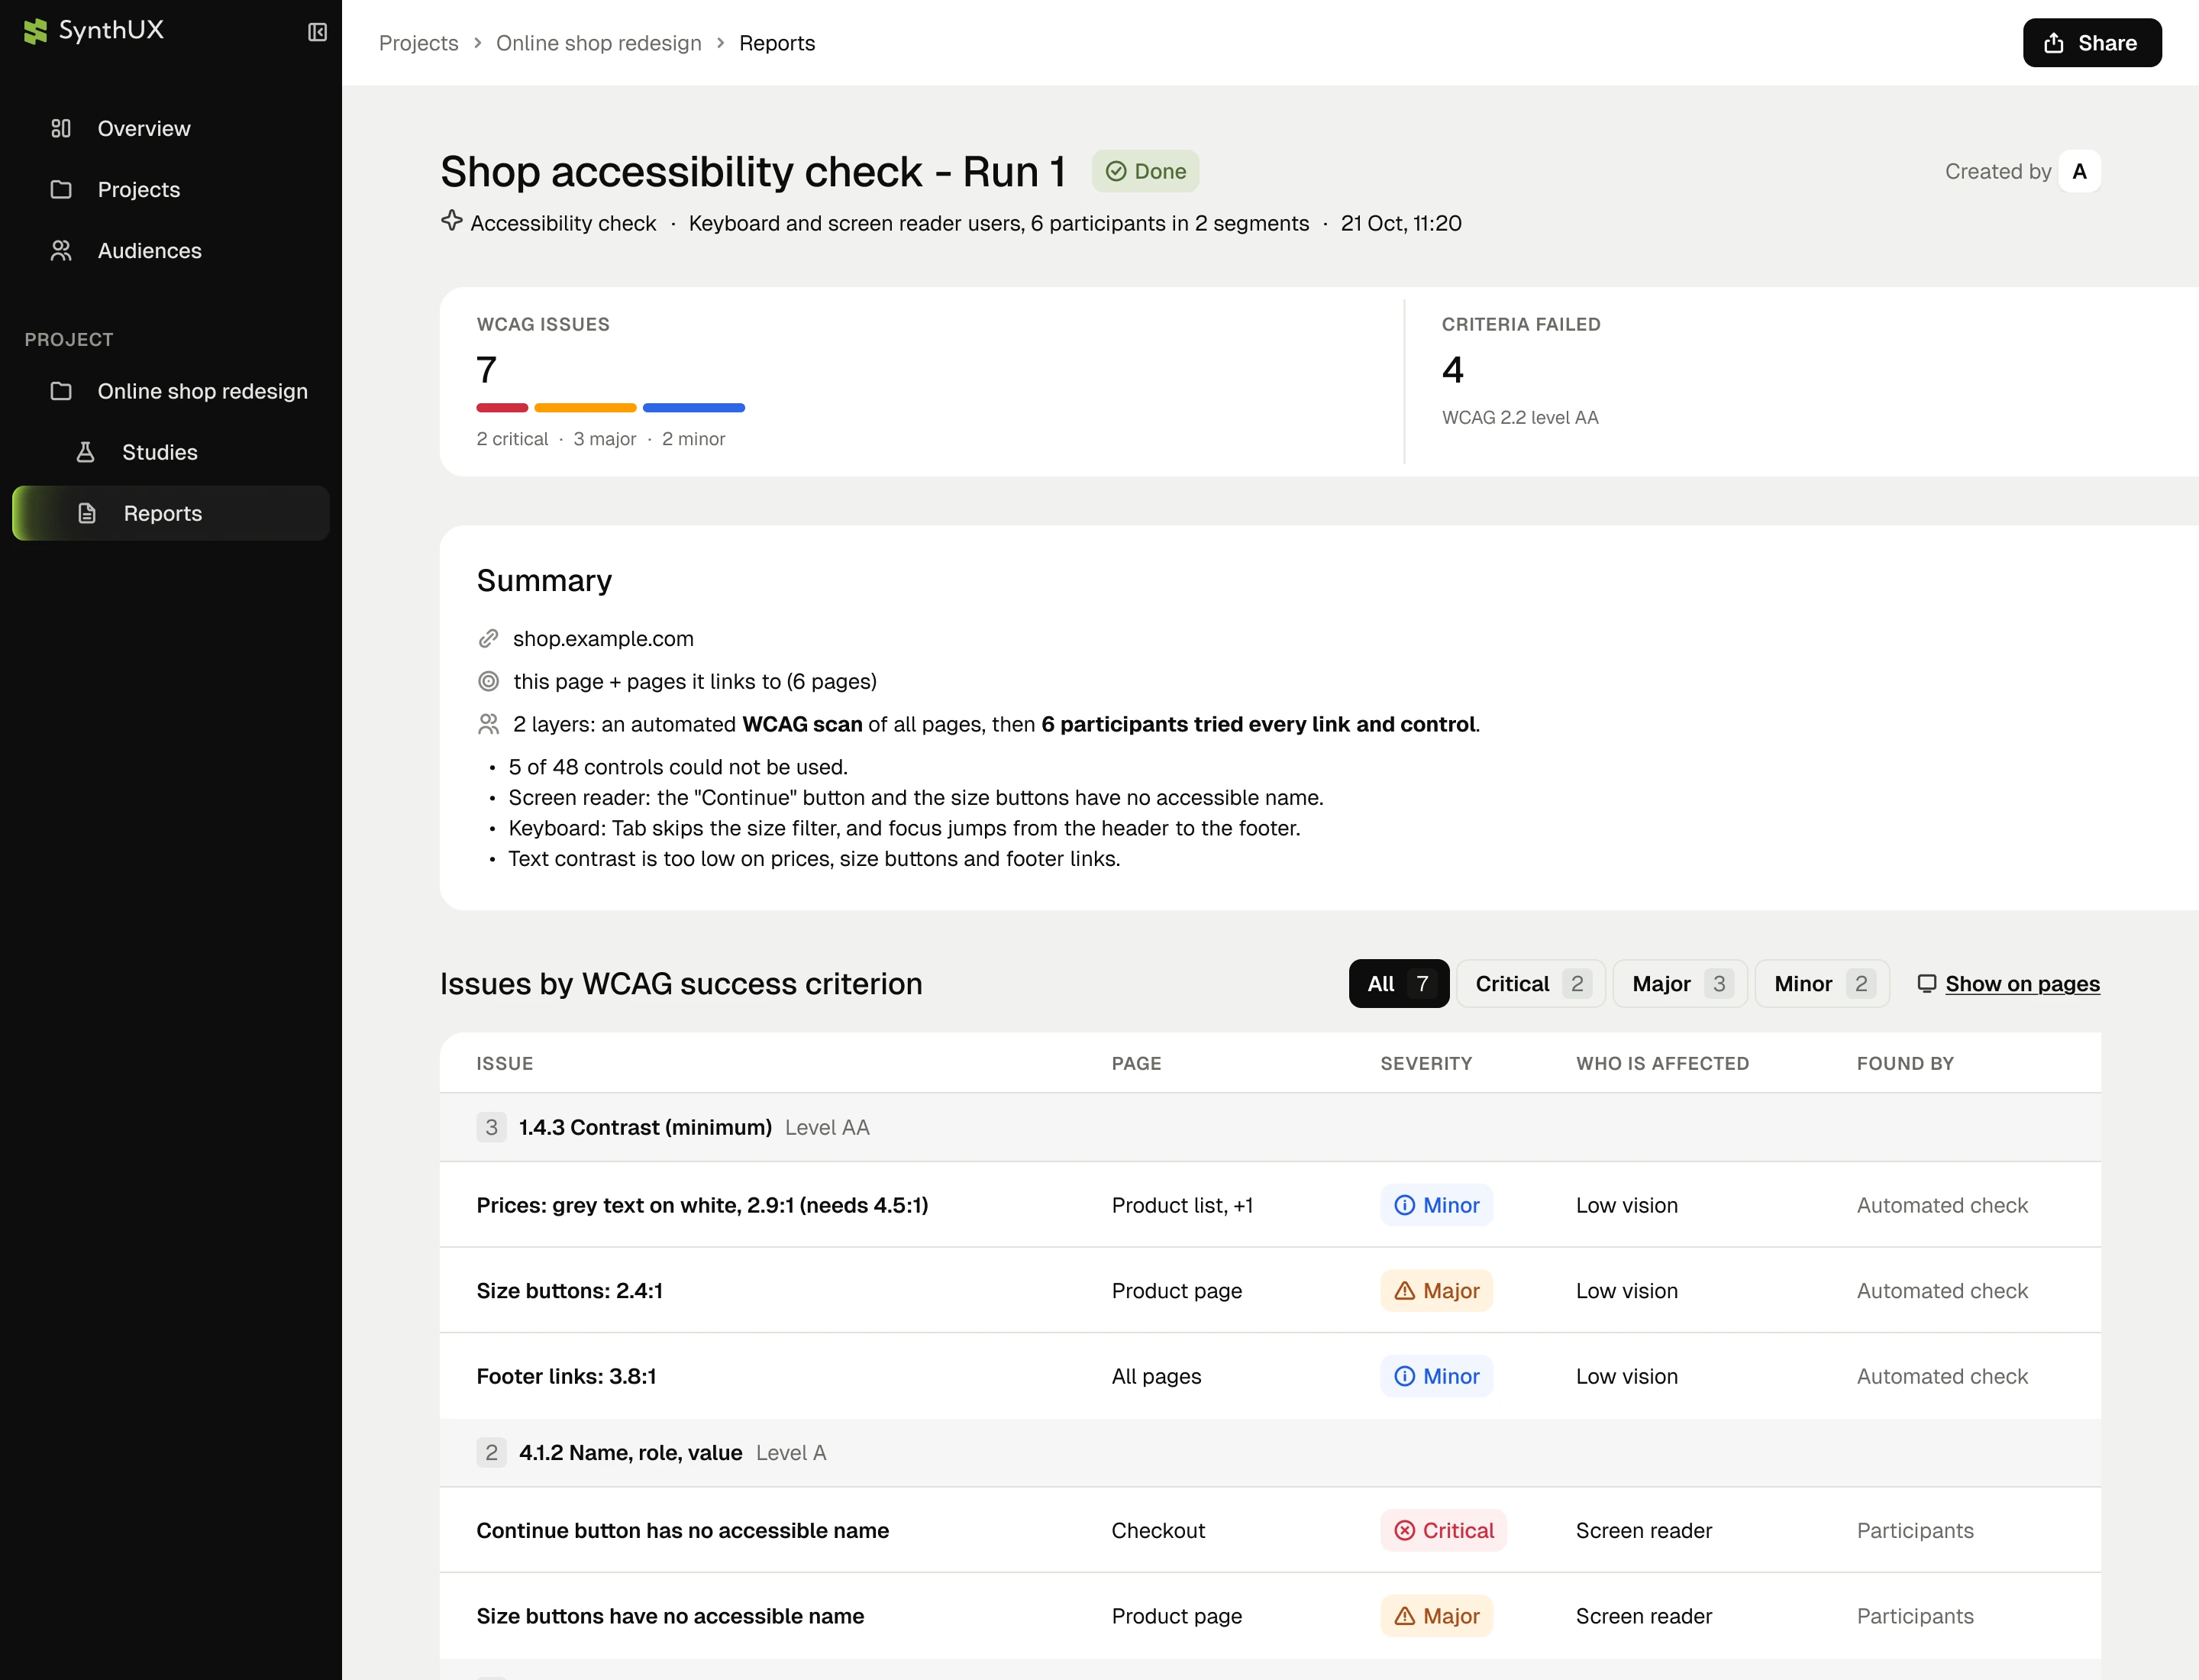 SynthUX
Projects > Online shop redesign > Reports
Share
Overview
Projects
Audiences
PROJECT
Online shop redesign
Studies
Reports
Shop accessibility check - Run 1
Done
Created by A
Accessibility check · Keyboard and screen reader users, 6 participants in 2 segments · 21 Oct, 11:20
WCAG ISSUES
7
2 critical · 3 major · 2 minor
CRITERIA FAILED
4
WCAG 2.2 level AA
Summary
shop.example.com
this page + pages it links to (6 pages)
2 layers: an automated WCAG scan of all pages, then 6 participants tried every link and control.
• 5 of 48 controls could not be used.
• Screen reader: the "Continue" button and the size buttons have no accessible name.
• Keyboard: Tab skips the size filter, and focus jumps from the header to the footer.
• Text contrast is too low on prices, size buttons and footer links.
Issues by WCAG success criterion
All 7 Critical 2 Major 3 Minor 2 Show on pages
ISSUE PAGE SEVERITY WHO IS AFFECTED FOUND BY
3 1.4.3 Contrast (minimum) Level AA
Prices: grey text on white, 2.9:1 (needs 4.5:1) Product list, +1 Minor Low vision Automated check
Size buttons: 2.4:1 Product page Major Low vision Automated check
Footer links: 3.8:1 All pages Minor Low vision Automated check
2 4.1.2 Name, role, value Level A
Continue button has no accessible name Checkout Critical Screen reader Participants
Size buttons have no accessible name Product page Major Screen reader Participants